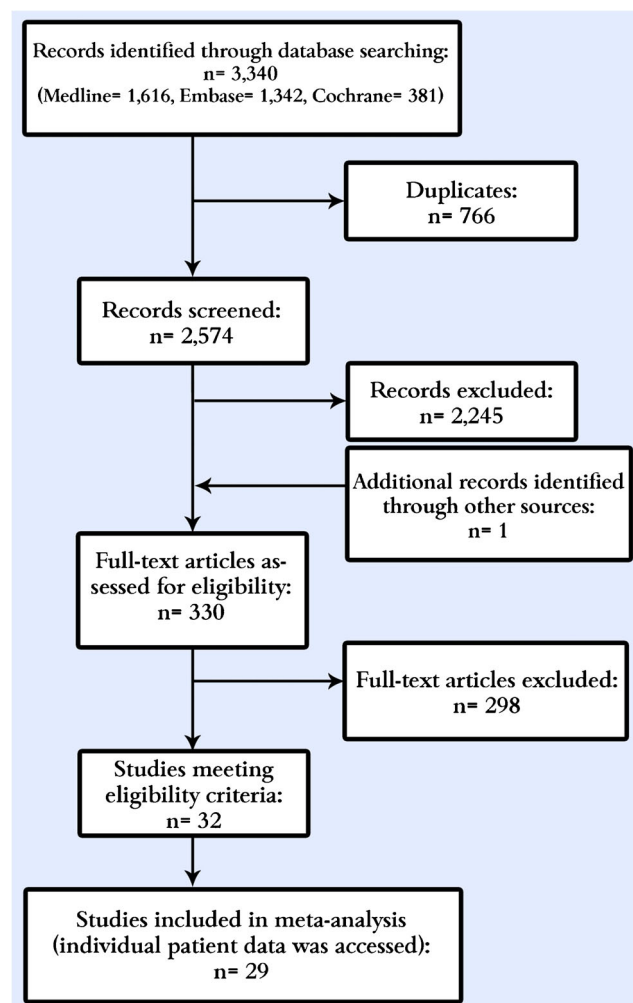 Records identified through database searching:
n= 3,340
(Medline= 1,616, Embase= 1,342, Cochrane= 381)
Duplicates:
n= 766
Records screened:
n= 2,574
Records excluded:
n= 2,245
Additional records identified
through other sources:
n= 1
Full-text articles as-
sessed for eligibility:
n= 330
Full-text articles excluded:
n= 298
Studies meeting
eligibility criteria:
n= 32
Studies included in meta-analysis
(individual patient data was accessed):
n= 29